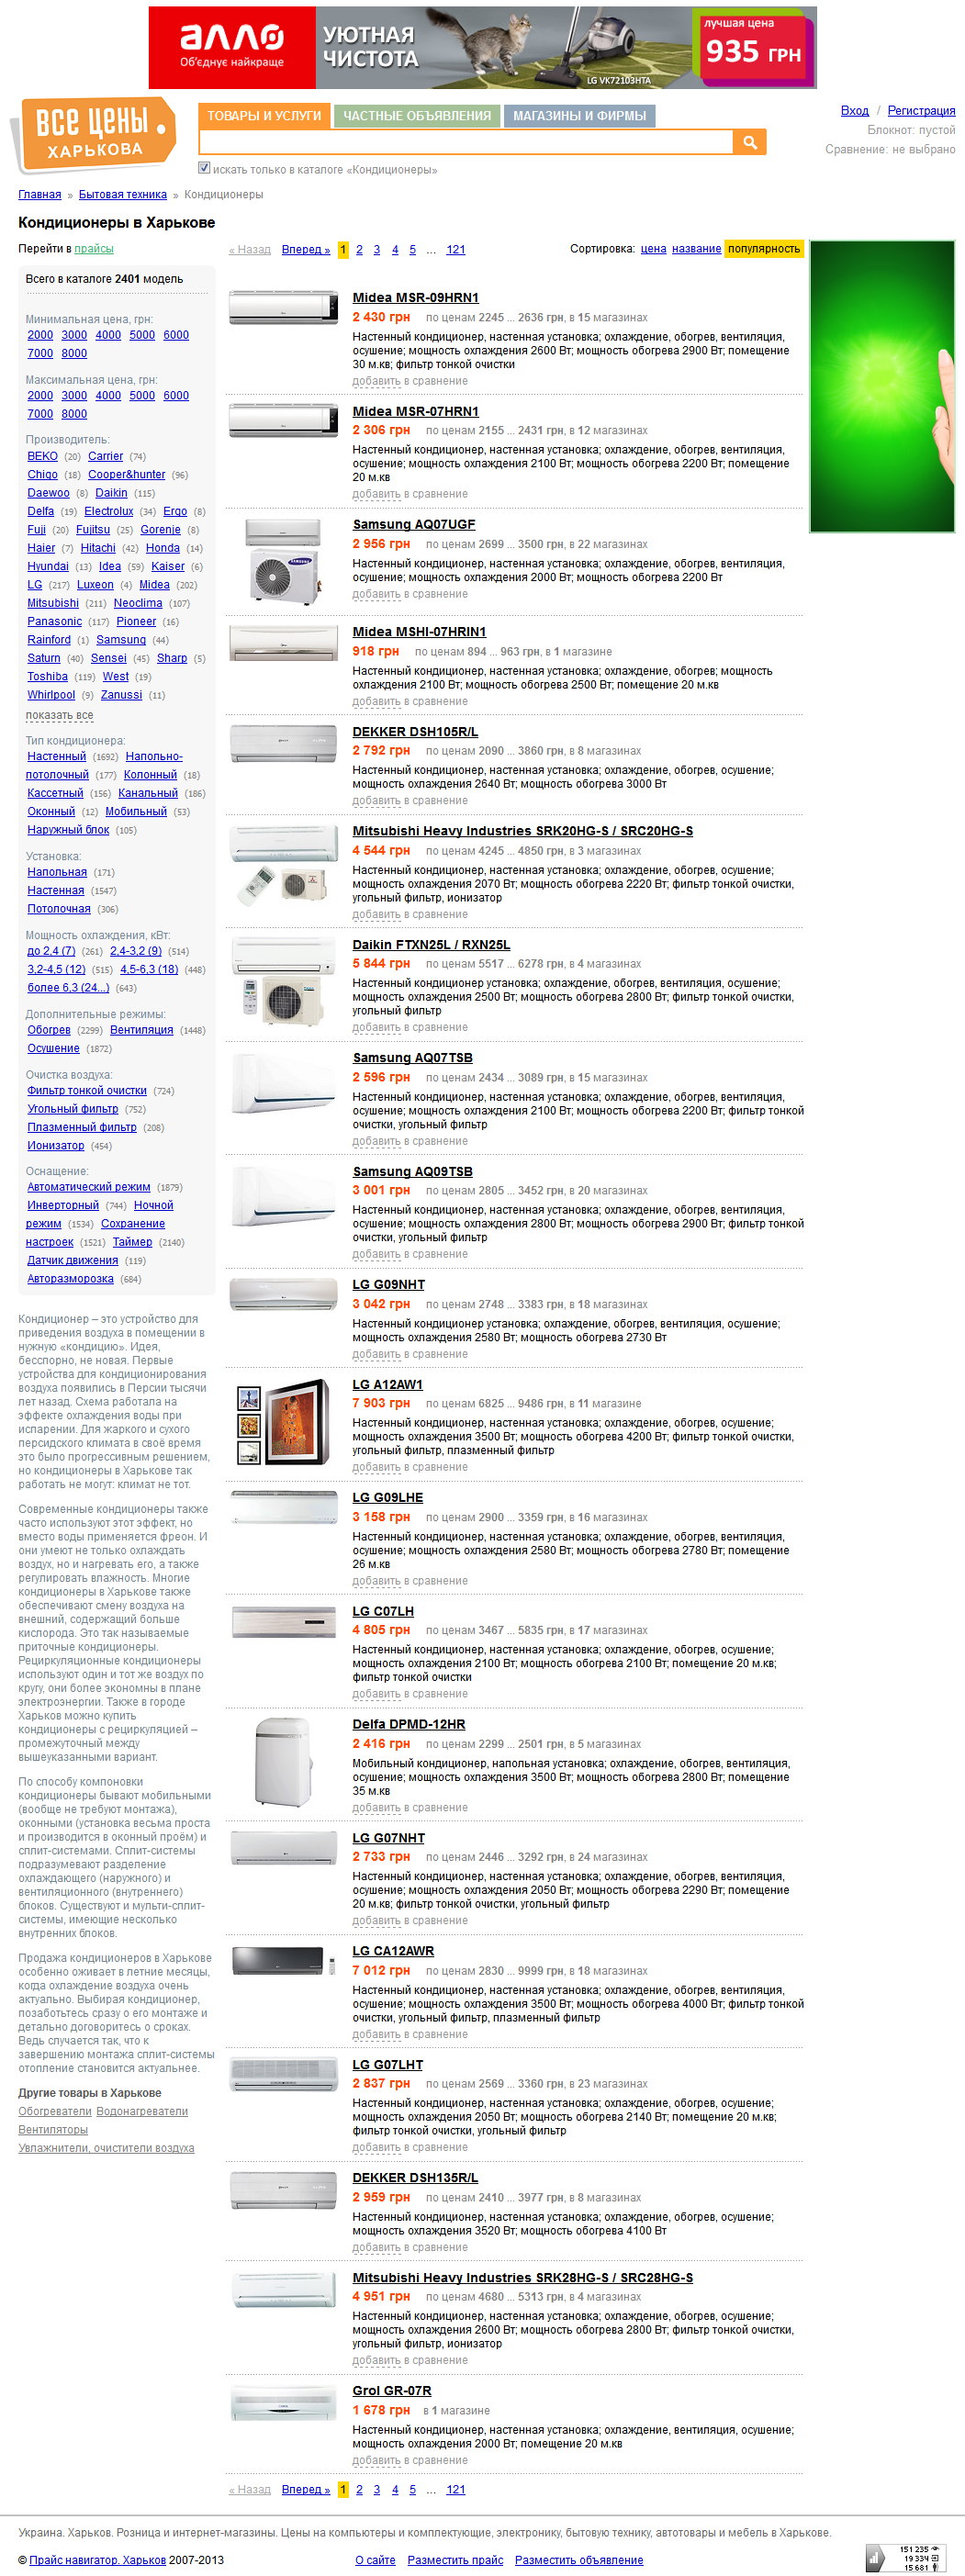 алло
Об'єднуйте найкраще
УЮТНАЯ
ЧИСТОТА
LG VK72103HTA
лучшая цена
935 ГРН
ВСЕ ЦЕНЫ
ХАРЬКОВА
ТОВАРЫ И УСЛУГИ
ЧАСТНЫЕ ОБЪЯВЛЕНИЯ
МАГАЗИНЫ И ФИРМЫ
Вход / Регистрация
Блокнот: пустой
Сравнение: не выбрано
искать только в каталоге «Кондиционеры»
Главная » Бытовая техника » Кондиционеры
Кондиционеры в Харькове
Перейти в прайсы
Всего в каталоге 2401 модель
Минимальная цена, грн:
2000 3000 4000 5000 6000
7000 8000
Максимальная цена, грн:
2000 3000 4000 5000 6000
7000 8000
Производитель:
BEKO (20) Carrier (74)
Chigo (18) Cooper&hunter (96)
Daewoo (8) Daikin (115)
Delfa (19) Electrolux (34) Ergo (8)
Fuji (20) Fujitsu (25) Gorenje (8)
Haier (7) Hitachi (42) Honda (14)
Hyundai (13) Idea (59) Kaiser (6)
LG (217) Luxeon (4) Midea (202)
Mitsubishi (211) Neoclima (107)
Panasonic (117) Pioneer (16)
Rainford (1) Samsung (44)
Saturn (40) Sensei (45) Sharp (5)
Toshiba (119) West (19)
Whirlpool (9) Zanussi (11)
показать все
Тип кондиционера:
Настенный (1692) Напольно-
потолочный (177) Колонный (18)
Кассетный (156) Канальный (186)
Оконный (12) Мобильный (53)
Наружный блок (105)
Установка:
Напольная (171)
Настенная (1547)
Потолочная (306)
Мощность охлаждения, кВт:
до 2,4 (7) (261) 2,4-3,2 (9) (514)
3,2-4,5 (12) (515) 4,5-6,3 (18) (448)
более 6,3 (24...) (643)
Дополнительные режимы:
Обогрев (2299) Вентиляция (1448)
Осушение (1872)
Очистка воздуха:
Фильтр тонкой очистки (724)
Угольный фильтр (752)
Плазменный фильтр (208)
Ионизатор (454)
Оснащение:
Автоматический режим (1879)
Инверторный (744) Ночной
режим (1534) Сохранение
настроек (1521) Таймер (2140)
Датчик движения (119)
Авторазморозка (684)
Кондиционер – это устройство для
приведения воздуха в помещении в
нужную «кондицию». Идея,
бесспорно, не новая. Первые
устройства для кондиционирования
воздуха появились в Персии тысячи
лет назад. Схема работала на
эффекте охлаждения воды при
испарении. Для жаркого и сухого
персидского климата в своё время
это было прогрессивным решением,
но кондиционеры в Харькове так
работать не могут: климат не тот.
Современные кондиционеры также
часто используют этот эффект, но
вместо воды применяется фреон. И
они умеют не только охлаждать
воздух, но и нагревать его, а также
регулировать влажность. Многие
кондиционеры в Харькове также
обеспечивают смену воздуха на
внешний, содержащий больше
кислорода. Это так называемые
приточные кондиционеры.
Рециркуляционные кондиционеры
используют один и тот же воздух по
кругу, они более экономны в плане
электроэнергии. Также в городе
Харьков можно купить
кондиционеры с рециркуляцией –
промежуточный между
вышеуказанными вариант.
По способу компоновки
кондиционеры бывают мобильными
(вообще не требуют монтажа),
оконными (установка весьма проста
и производится в оконный проём) и
сплит-системами. Сплит-системы
подразумевают разделение
охлаждающего (наружного) и
вентиляционного (внутреннего)
блоков. Существуют и мульти-сплит-
системы, имеющие несколько
внутренних блоков.
Продажа кондиционеров в Харькове
особенно оживает в летние месяцы,
когда охлаждение воздуха очень
актуально. Выбирая кондиционер,
позаботьтесь сразу о его монтаже и
детально договоритесь о сроках.
Ведь случается так, что к
завершению монтажа сплит-системы
отопление становится актуальнее.
Другие товары в Харькове
Обогреватели Водонагреватели
Вентиляторы
Увлажнители, очистители воздуха
« Назад Вперед » 1 2 3 4 5 ... 121
Сортировка: цена название популярность
Midea MSR-09HRN1
2 430 грн по ценам 2245 ... 2636 грн, в 15 магазинах
Настенный кондиционер, настенная установка; охлаждение, обогрев, вентиляция,
осушение; мощность охлаждения 2600 Вт; мощность обогрева 2900 Вт; помещение
30 м.кв; фильтр тонкой очистки
добавить в сравнение
Midea MSR-07HRN1
2 306 грн по ценам 2155 ... 2431 грн, в 12 магазинах
Настенный кондиционер, настенная установка; охлаждение, обогрев, вентиляция,
осушение; мощность охлаждения 2100 Вт; мощность обогрева 2200 Вт; помещение
20 м.кв
добавить в сравнение
Samsung AQ07UGF
2 956 грн по ценам 2699 ... 3500 грн, в 22 магазинах
Настенный кондиционер, настенная установка; охлаждение, обогрев, вентиляция,
осушение; мощность охлаждения 2000 Вт; мощность обогрева 2200 Вт
добавить в сравнение
Midea MSHI-07HRIN1
918 грн по ценам 894 ... 963 грн, в 1 магазине
Настенный кондиционер, настенная установка; охлаждение, обогрев; мощность
охлаждения 2100 Вт; мощность обогрева 2500 Вт; помещение 20 м.кв
добавить в сравнение
DEKKER DSH105R/L
2 792 грн по ценам 2090 ... 3860 грн, в 8 магазинах
Настенный кондиционер, настенная установка; охлаждение, обогрев, осушение;
мощность охлаждения 2640 Вт; мощность обогрева 3000 Вт
добавить в сравнение
Mitsubishi Heavy Industries SRK20HG-S / SRC20HG-S
4 544 грн по ценам 4245 ... 4850 грн, в 3 магазинах
Настенный кондиционер, настенная установка; охлаждение, обогрев, осушение;
мощность охлаждения 2070 Вт; мощность обогрева 2220 Вт; фильтр тонкой очистки,
угольный фильтр, ионизатор
добавить в сравнение
Daikin FTXN25L / RXN25L
5 844 грн по ценам 5517 ... 6278 грн, в 4 магазинах
Настенный кондиционер установка; охлаждение, обогрев, вентиляция, осушение;
мощность охлаждения 2500 Вт; мощность обогрева 2800 Вт; фильтр тонкой очистки,
угольный фильтр
добавить в сравнение
Samsung AQ07TSB
2 596 грн по ценам 2434 ... 3089 грн, в 15 магазинах
Настенный кондиционер, настенная установка; охлаждение, обогрев, вентиляция,
осушение; мощность охлаждения 2100 Вт; мощность обогрева 2200 Вт; фильтр тонкой
очистки, угольный фильтр
добавить в сравнение
Samsung AQ09TSB
3 001 грн по ценам 2805 ... 3452 грн, в 20 магазинах
Настенный кондиционер, настенная установка; охлаждение, обогрев, вентиляция,
осушение; мощность охлаждения 2800 Вт; мощность обогрева 2900 Вт; фильтр тонкой
очистки, угольный фильтр
добавить в сравнение
LG G09NHT
3 042 грн по ценам 2748 ... 3383 грн, в 18 магазинах
Настенный кондиционер установка; охлаждение, обогрев, вентиляция, осушение;
мощность охлаждения 2580 Вт; мощность обогрева 2730 Вт
добавить в сравнение
LG A12AW1
7 903 грн по ценам 6825 ... 9486 грн, в 11 магазине
Настенный кондиционер, настенная установка; охлаждение, обогрев, осушение;
мощность охлаждения 3500 Вт; мощность обогрева 4200 Вт; фильтр тонкой очистки,
угольный фильтр, плазменный фильтр
добавить в сравнение
LG G09LHE
3 158 грн по ценам 2900 ... 3359 грн, в 16 магазинах
Настенный кондиционер, настенная установка; охлаждение, обогрев, вентиляция,
осушение; мощность охлаждения 2580 Вт; мощность обогрева 2780 Вт; помещение
26 м.кв
добавить в сравнение
LG C07LH
4 805 грн по ценам 3467 ... 5835 грн, в 17 магазинах
Настенный кондиционер, настенная установка; охлаждение, обогрев, осушение;
мощность охлаждения 2100 Вт; мощность обогрева 2100 Вт; помещение 20 м.кв;
фильтр тонкой очистки
добавить в сравнение
Delfa DPMD-12HR
2 416 грн по ценам 2299 ... 2501 грн, в 5 магазинах
Мобильный кондиционер, напольная установка; охлаждение, обогрев, вентиляция,
осушение; мощность охлаждения 3500 Вт; мощность обогрева 2800 Вт; помещение
35 м.кв
добавить в сравнение
LG G07NHT
2 733 грн по ценам 2446 ... 3292 грн, в 24 магазинах
Настенный кондиционер, настенная установка; охлаждение, обогрев, вентиляция,
осушение; мощность охлаждения 2050 Вт; мощность обогрева 2290 Вт; помещение
20 м.кв; фильтр тонкой очистки, угольный фильтр
добавить в сравнение
LG CA12AWR
7 012 грн по ценам 2830 ... 9999 грн, в 18 магазинах
Настенный кондиционер, настенная установка; охлаждение, обогрев, вентиляция,
осушение; мощность охлаждения 3500 Вт; мощность обогрева 4000 Вт; фильтр тонкой
очистки, угольный фильтр, плазменный фильтр
добавить в сравнение
LG G07LHT
2 837 грн по ценам 2569 ... 3360 грн, в 23 магазинах
Настенный кондиционер, настенная установка; охлаждение, обогрев, осушение;
мощность охлаждения 2050 Вт; мощность обогрева 2140 Вт; помещение 20 м.кв;
фильтр тонкой очистки, угольный фильтр
добавить в сравнение
DEKKER DSH135R/L
2 959 грн по ценам 2410 ... 3977 грн, в 8 магазинах
Настенный кондиционер, настенная установка; охлаждение, обогрев, осушение;
мощность охлаждения 3520 Вт; мощность обогрева 4100 Вт
добавить в сравнение
Mitsubishi Heavy Industries SRK28HG-S / SRC28HG-S
4 951 грн по ценам 4680 ... 5313 грн, в 4 магазинах
Настенный кондиционер, настенная установка; охлаждение, обогрев, осушение;
мощность охлаждения 2600 Вт; мощность обогрева 2800 Вт; фильтр тонкой очистки,
угольный фильтр, ионизатор
добавить в сравнение
Grol GR-07R
1 678 грн в 1 магазине
Настенный кондиционер, настенная установка; охлаждение, вентиляция, осушение;
мощность охлаждения 2000 Вт; помещение 20 м.кв
добавить в сравнение
« Назад Вперед » 1 2 3 4 5 ... 121
Украина. Харьков. Розница и интернет-магазины. Цены на компьютеры и комплектующие, электронику, бытовую технику, автотовары и мебель в Харькове.
© Прайс навигатор. Харьков 2007-2013
О сайте Разместить прайс Разместить объявление
151 235
19 334
15 681